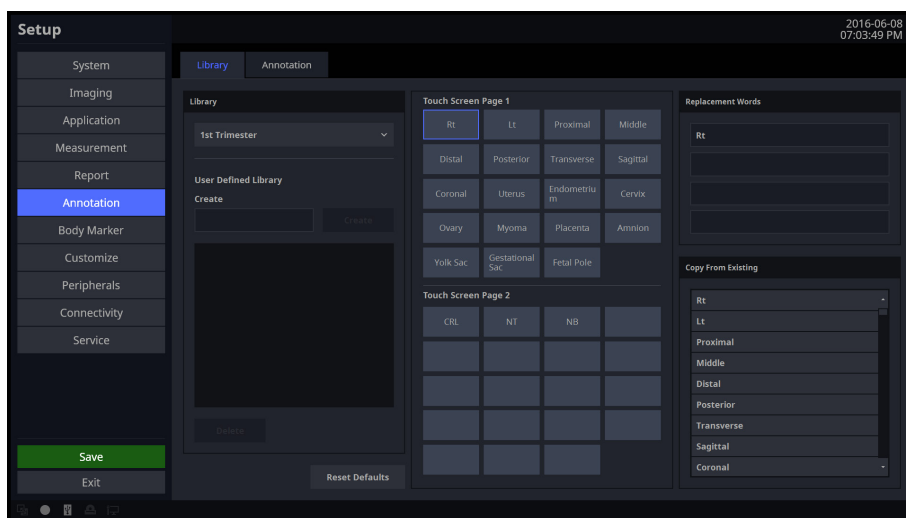 Setup
2016-06-08
07:03:49 PM
System
Imaging
Application
Measurement
Report
Annotation
Body Marker
Customize
Peripherals
Connectivity
Service
Save
Exit
Library
Annotation
Library
1st Trimester
User Defined Library
Create
Create
Delete
Reset Defaults
Touch Screen Page 1
Rt
Lt
Proximal
Middle
Distal
Posterior
Transverse
Sagittal
Coronal
Uterus
Endometriu
m
Cervix
Ovary
Myoma
Placenta
Amnion
Yolk Sac
Gestational
Sac
Fetal Pole
Touch Screen Page 2
CRL
NT
NB
Replacement Words
Rt
Copy From Existing
Rt
Lt
Proximal
Middle
Distal
Posterior
Transverse
Sagittal
Coronal